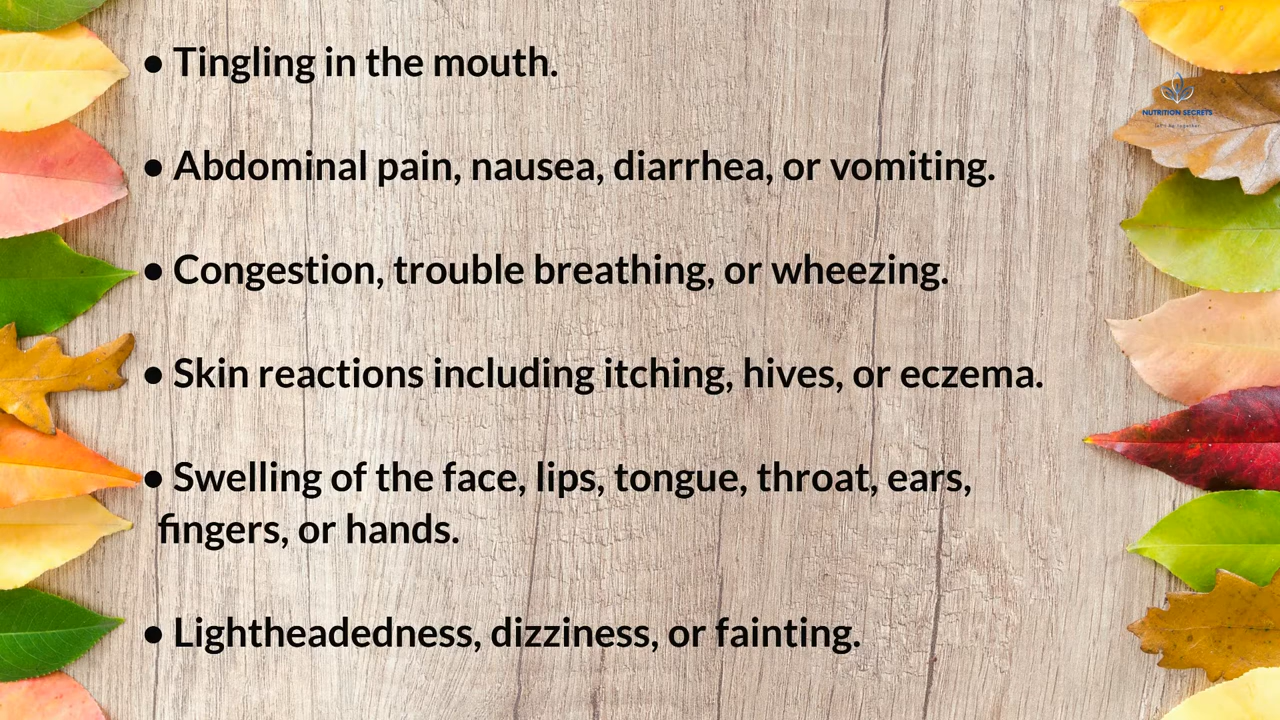 • Tingling in the mouth.
• Abdominal pain, nausea, diarrhea, or vomiting.
• Congestion, trouble breathing, or wheezing.
• Skin reactions including itching, hives, or eczema.
• Swelling of the face, lips, tongue, throat, ears,
fingers, or hands.
• Lightheadedness, dizziness, or fainting.
NUTRITION SECRETS